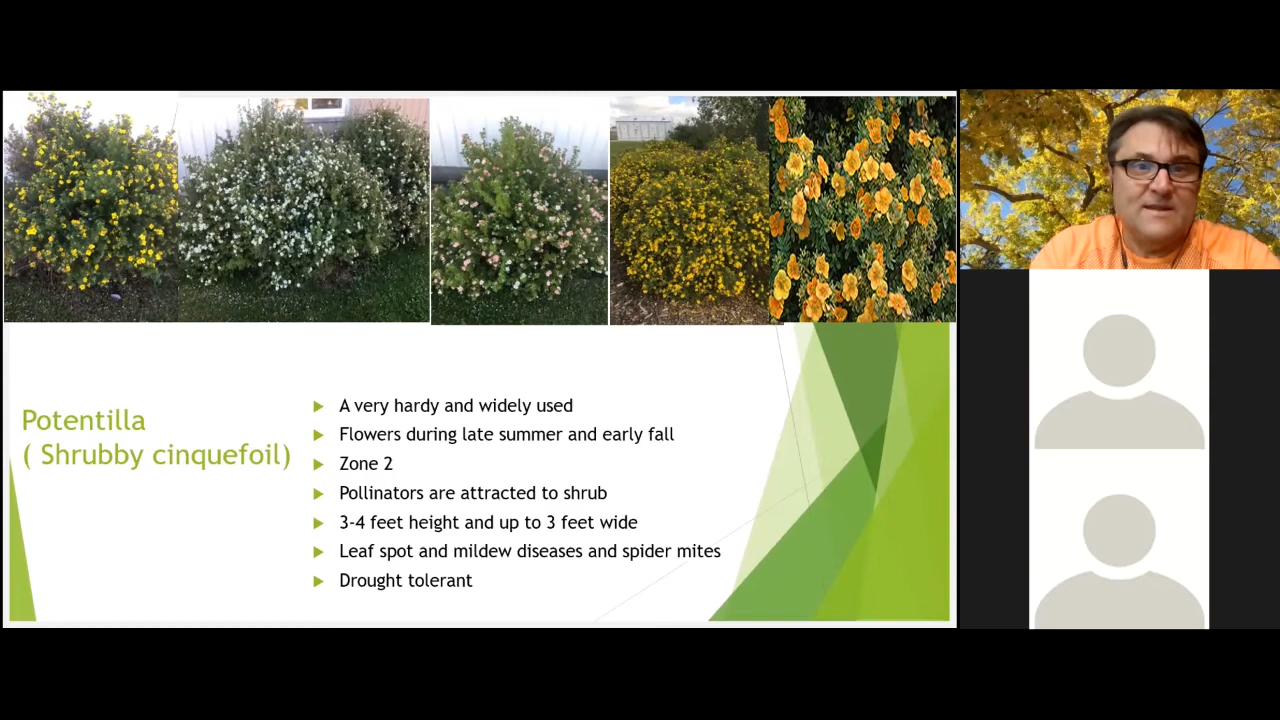 Potentilla
( Shrubby cinquefoil)
A very hardy and widely used
Flowers during late summer and early fall
Zone 2
Pollinators are attracted to shrub
3-4 feet height and up to 3 feet wide
Leaf spot and mildew diseases and spider mites
Drought tolerant